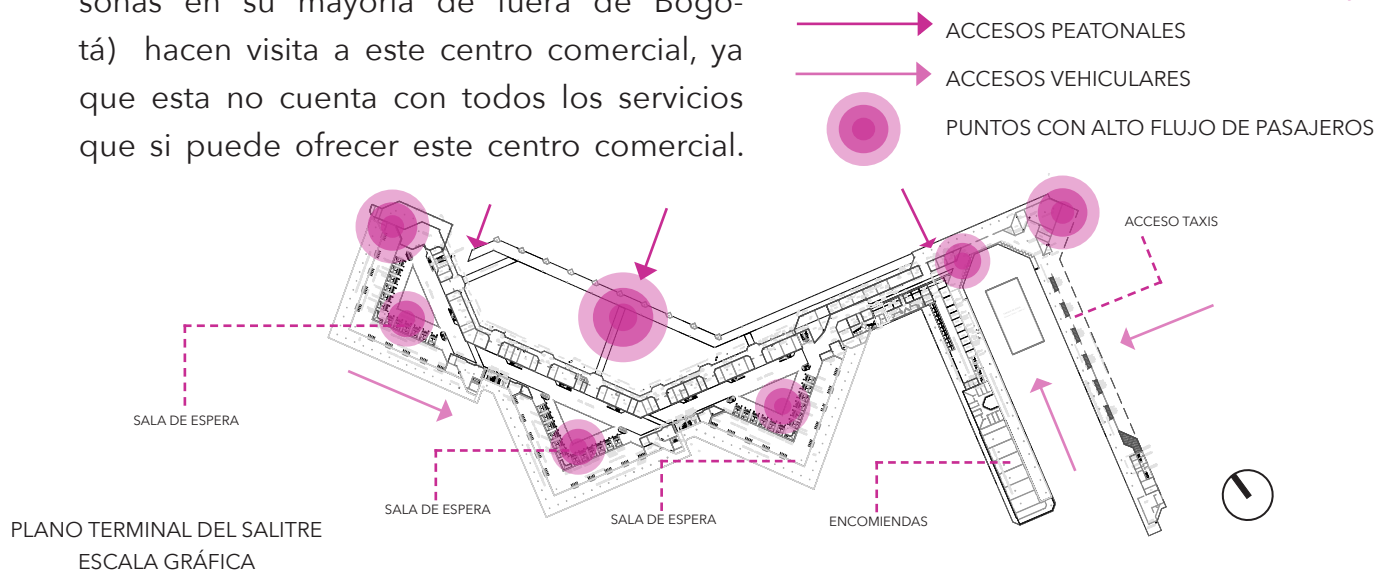 sonas en su mayoría de fuera de Bogo-
tá) hacen visita a este centro comercial, ya
que esta no cuenta con todos los servicios
que si puede ofrecer este centro comercial.
ACCESOS PEATONALES
ACCESOS VEHICULARES
PUNTOS CON ALTO FLUJO DE PASAJEROS
ACCESO TAXIS
SALA DE ESPERA
SALA DE ESPERA
SALA DE ESPERA
ENCOMIENDAS
PLANO TERMINAL DEL SALITRE
ESCALA GRÁFICA